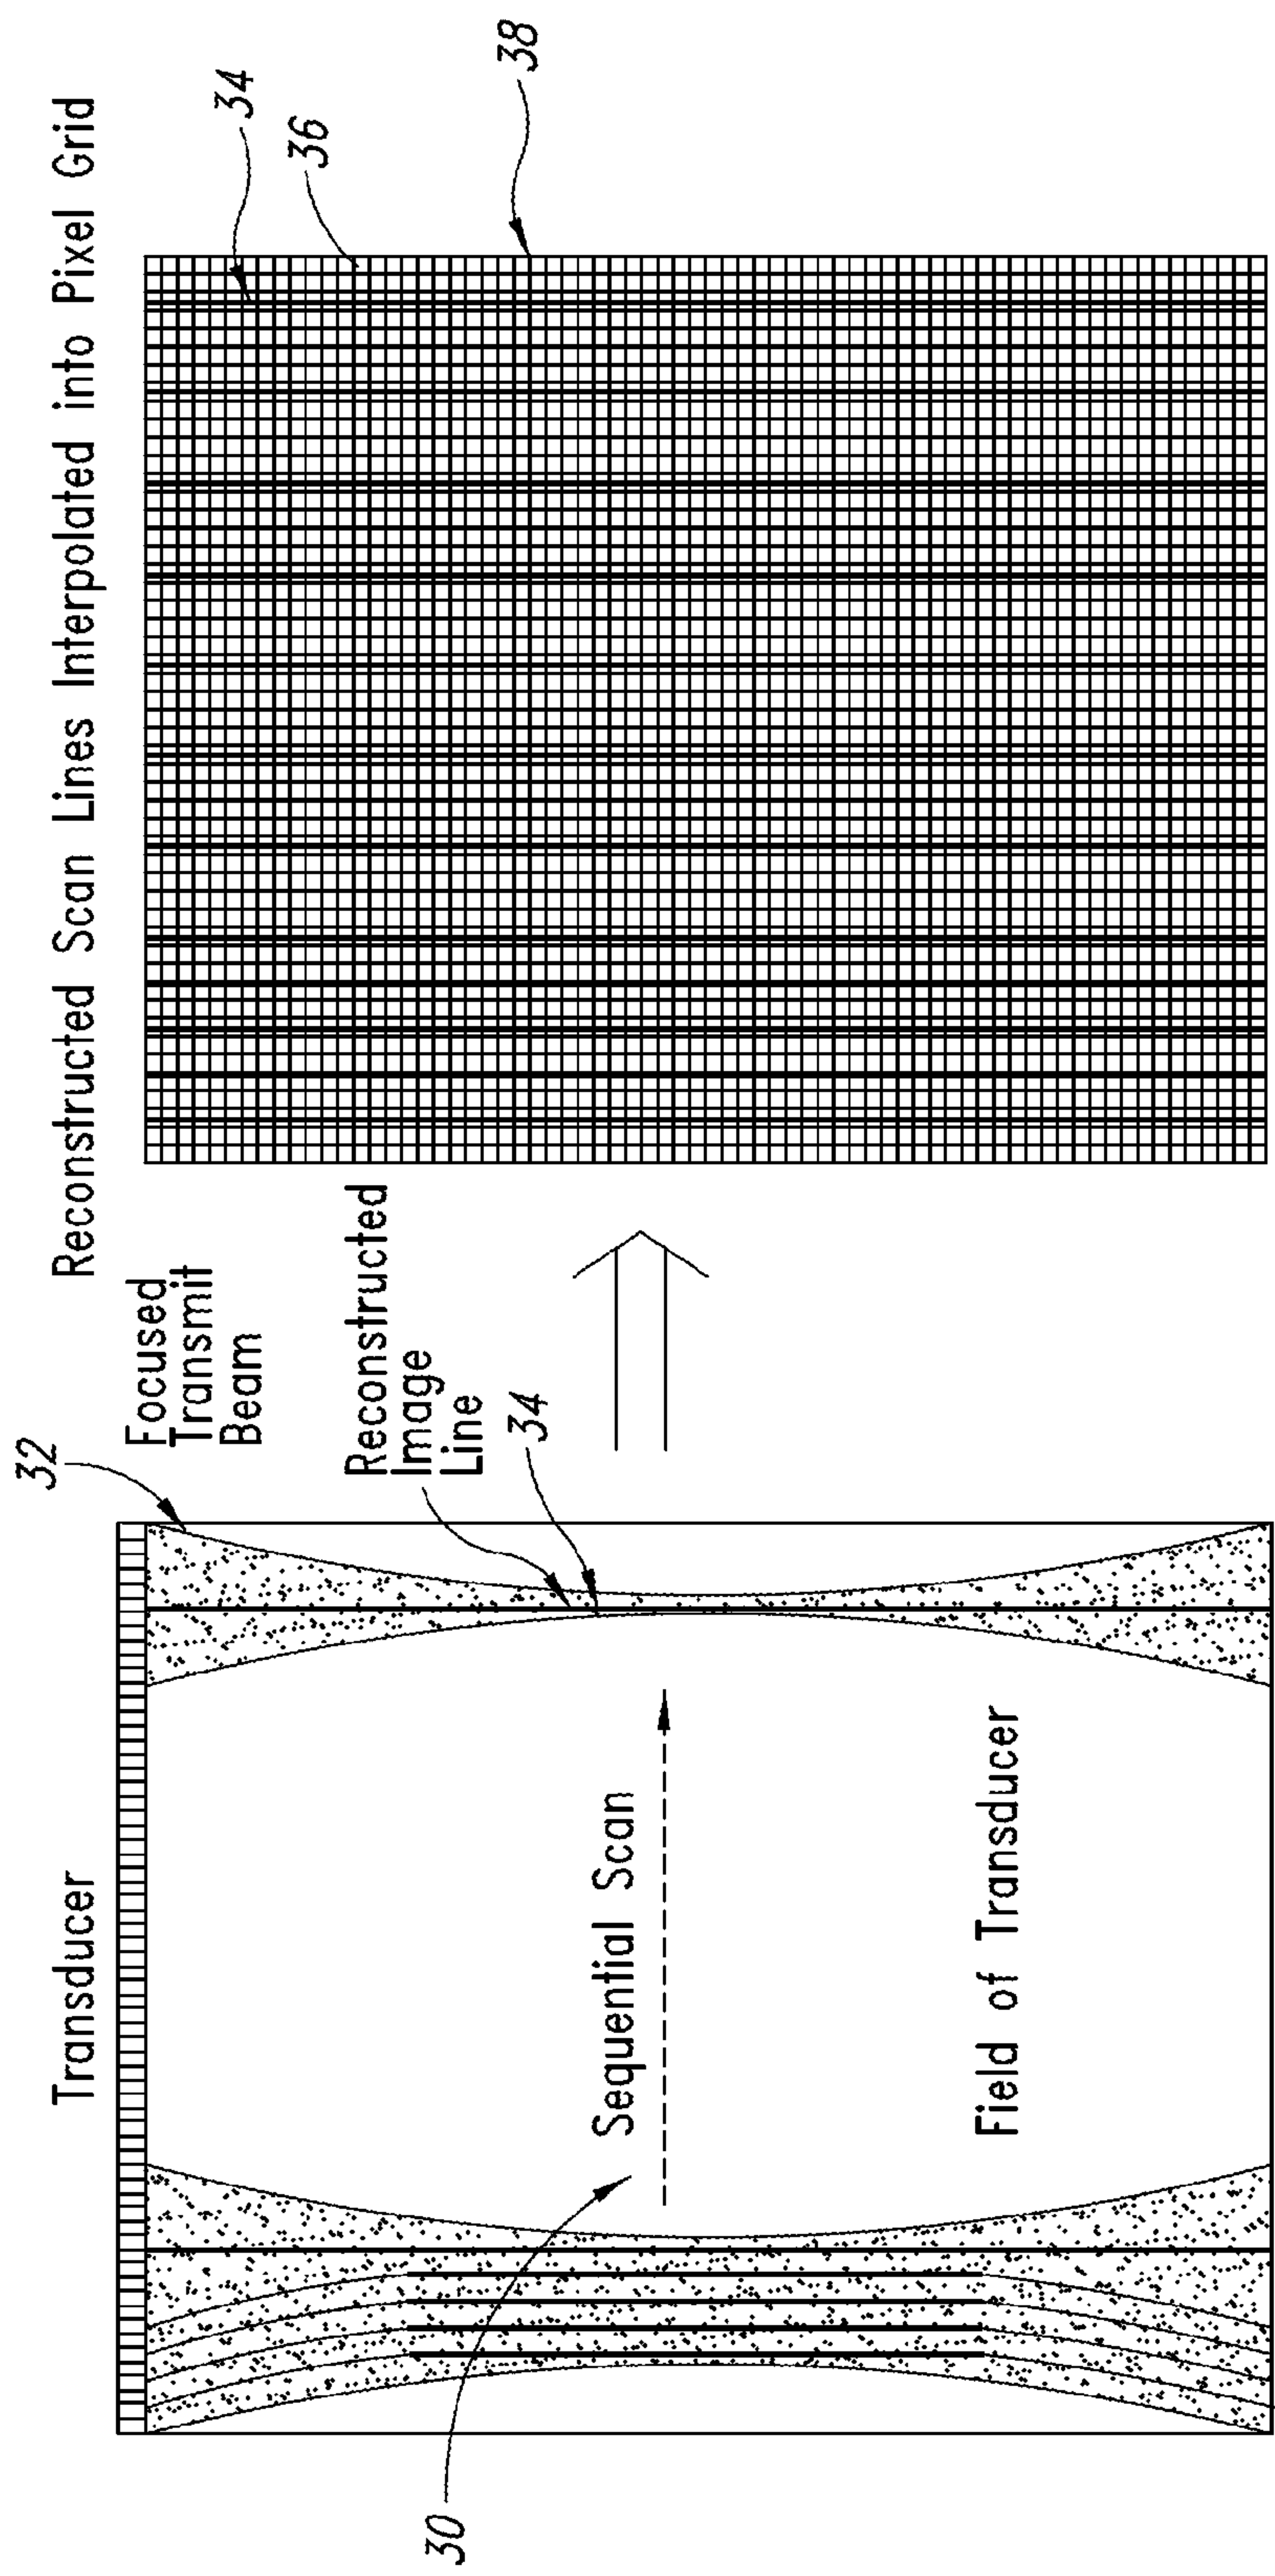 Transducer
32
Focused
Transmit
Beam
Reconstructed
Image
Line
34
Sequential Scan
30
Field of Transducer
Reconstructed Scan Lines Interpolated into Pixel Grid
34
36
38